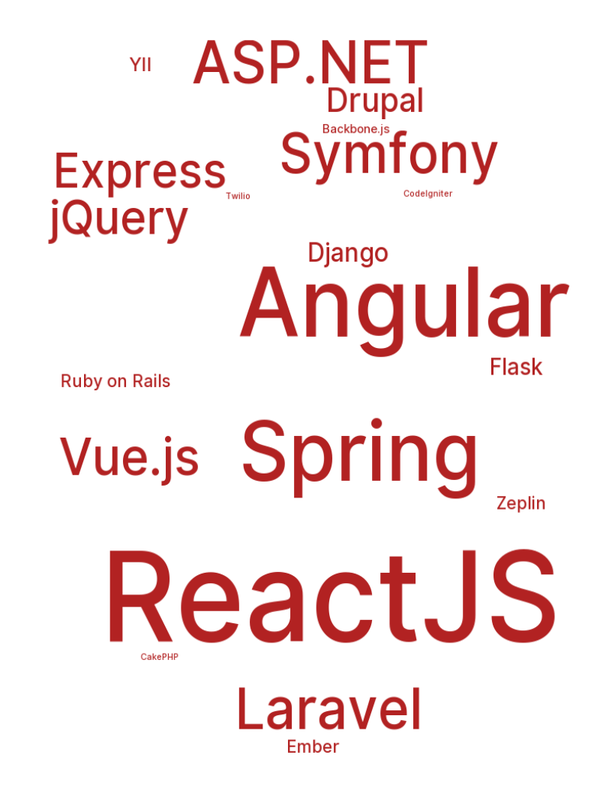 ASP.NET
YII
Drupal
Backbone.js
Symfony
Express
Twilio
CodeIgniter
jQuery
Django
Angular
Flask
Ruby on Rails
Vue.js
Spring
Zeplin
ReactJS
CakePHP
Laravel
Ember